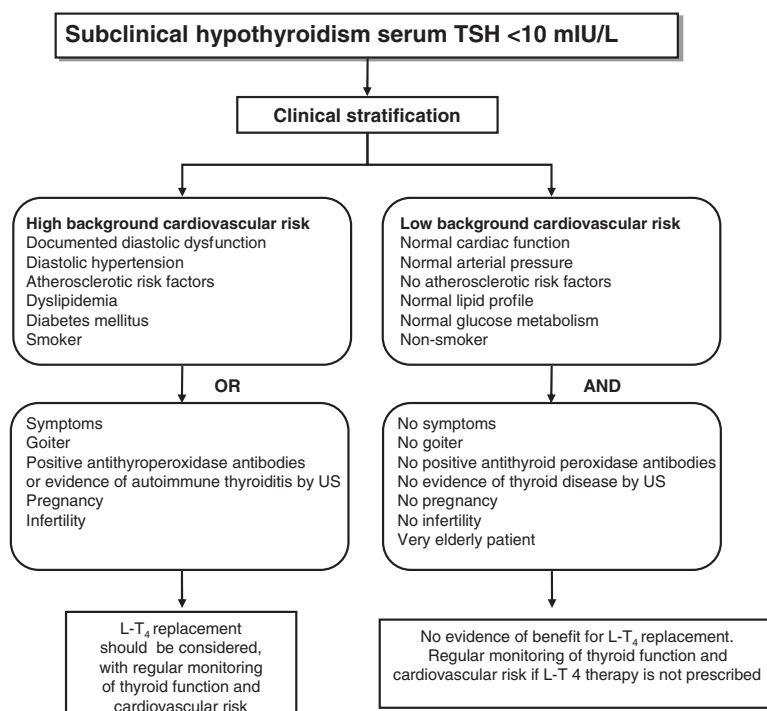 Subclinical hypothyroidism serum TSH <10 mIU/L
Clinical stratification
High background cardiovascular risk
Documented diastolic dysfunction
Diastolic hypertension
Atherosclerotic risk factors
Dyslipidemia
Diabetes mellitus
Smoker
Low background cardiovascular risk
Normal cardiac function
Normal arterial pressure
No atherosclerotic risk factors
Normal lipid profile
Normal glucose metabolism
Non-smoker
OR
AND
Symptoms
Goiter
Positive antithyroperoxidase antibodies
or evidence of autoimmune thyroiditis by US
Pregnancy
Infertility
No symptoms
No goiter
No positive antithyroid peroxidase antibodies
No evidence of thyroid disease by US
No pregnancy
No infertility
Very elderly patient
L-T₄ replacement
should be considered,
with regular monitoring
of thyroid function and
cardiovascular risk
No evidence of benefit for L-T₄ replacement.
Regular monitoring of thyroid function and
cardiovascular risk if L-T 4 therapy is not prescribed